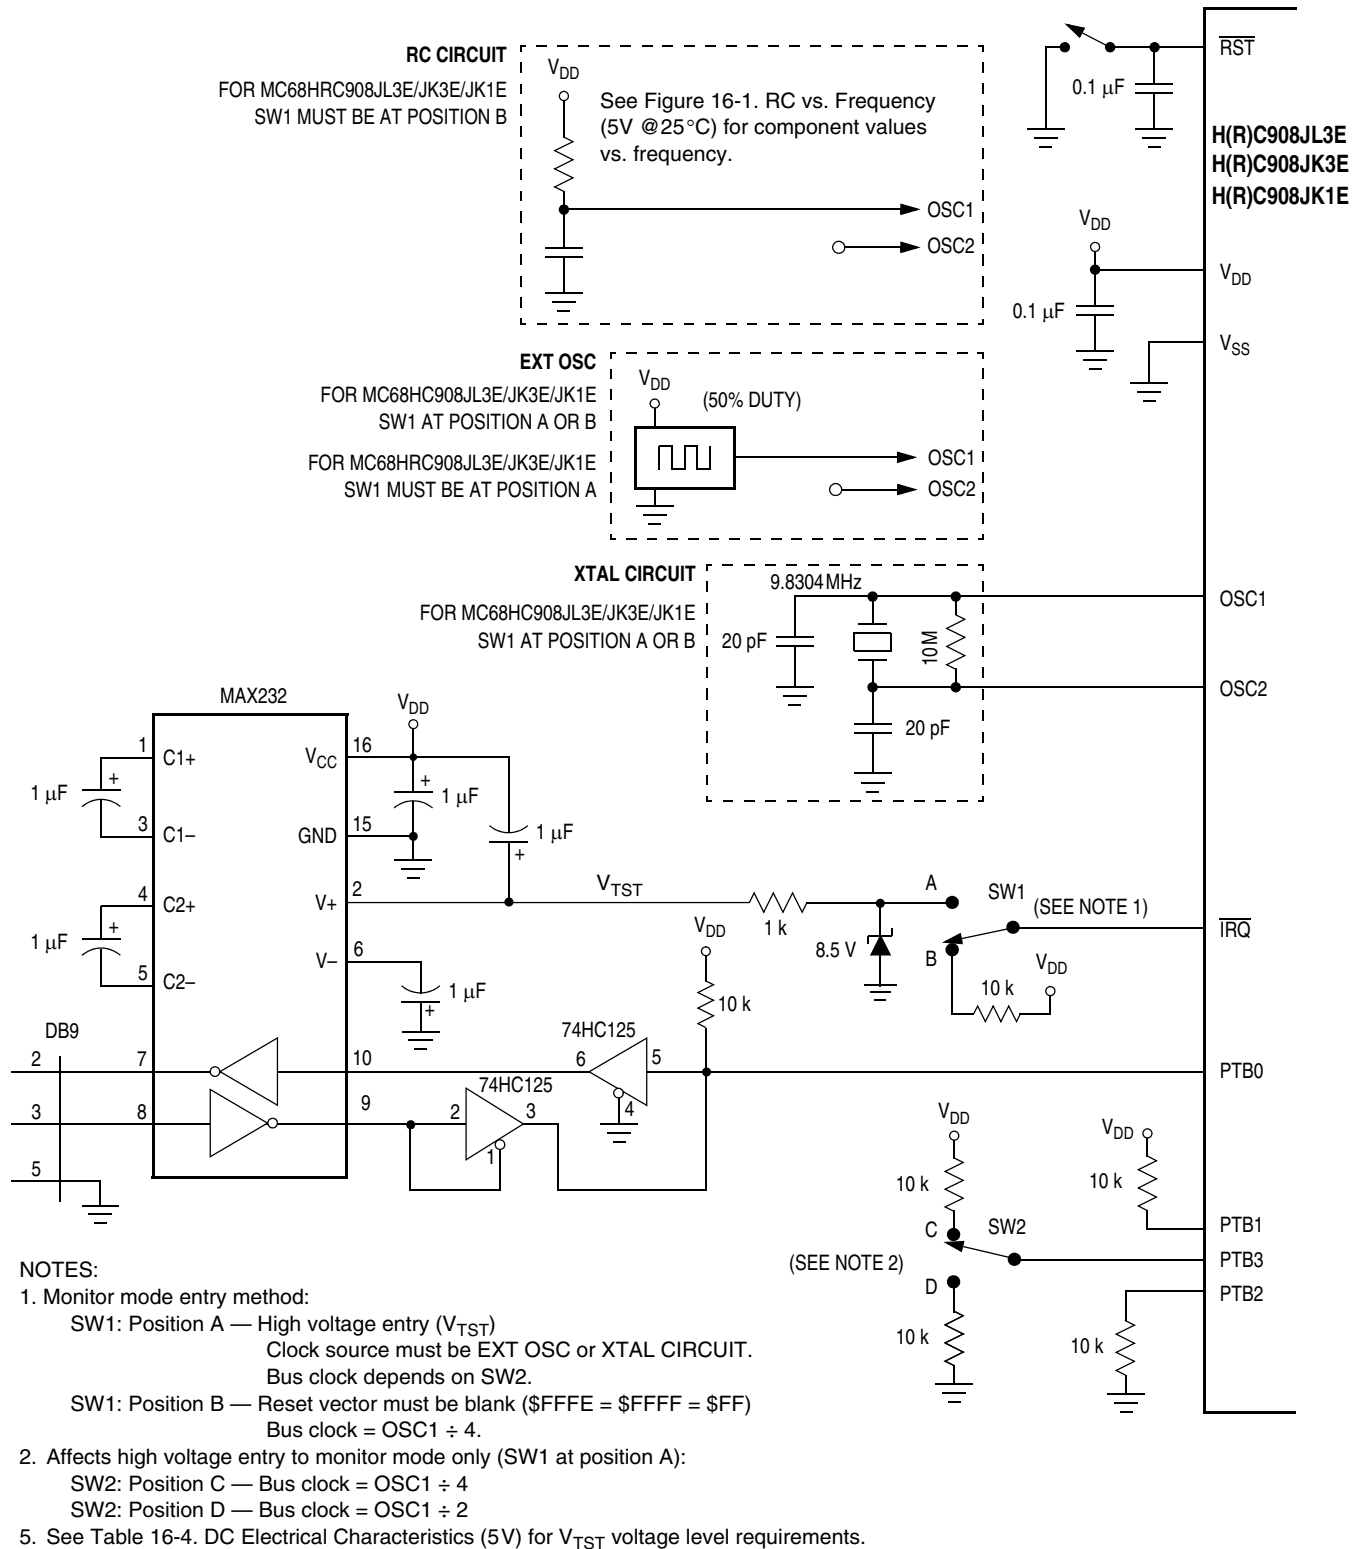 RC CIRCUIT
FOR MC68HRC908JL3E/JK3E/JK1E
SW1 MUST BE AT POSITION B
VDD
See Figure 16-1. RC vs. Frequency
(5V @25°C) for component values
vs. frequency.
OSC1
OSC2
RST
0.1 µF
H(R)C908JL3E
H(R)C908JK3E
H(R)C908JK1E
VDD
VDD
0.1 µF
VSS
EXT OSC
FOR MC68HC908JL3E/JK3E/JK1E
SW1 AT POSITION A OR B
FOR MC68HRC908JL3E/JK3E/JK1E
SW1 MUST BE AT POSITION A
VDD
(50% DUTY)
OSC1
OSC2
XTAL CIRCUIT
FOR MC68HC908JL3E/JK3E/JK1E
SW1 AT POSITION A OR B
9.8304MHz
20 pF
10M
20 pF
OSC1
OSC2
MAX232
VDD
1 C1+
VCC 16
1 µF
1 µF
3 C1–
GND 15
1 µF
+
+
+
4 C2+
V+ 2
VTST
1 k
8.5 V
A
SW1
(SEE NOTE 1)
B
IRQ
VDD
10 k
1 µF
+
5 C2–
V– 6
1 µF
+
VDD
10 k
DB9
2
7
10
74HC125
6
5
4
PTB0
3
8
9
74HC125
2
3
1
5
VDD
10 k
C
SW2
(SEE NOTE 2)
D
10 k
VDD
10 k
PTB1
PTB3
PTB2
10 k
NOTES:
1. Monitor mode entry method:
SW1: Position A — High voltage entry (VTST)
Clock source must be EXT OSC or XTAL CIRCUIT.
Bus clock depends on SW2.
SW1: Position B — Reset vector must be blank ($FFFE = $FFFF = $FF)
Bus clock = OSC1 ÷ 4.
2. Affects high voltage entry to monitor mode only (SW1 at position A):
SW2: Position C — Bus clock = OSC1 ÷ 4
SW2: Position D — Bus clock = OSC1 ÷ 2
5. See Table 16-4. DC Electrical Characteristics (5V) for VTST voltage level requirements.